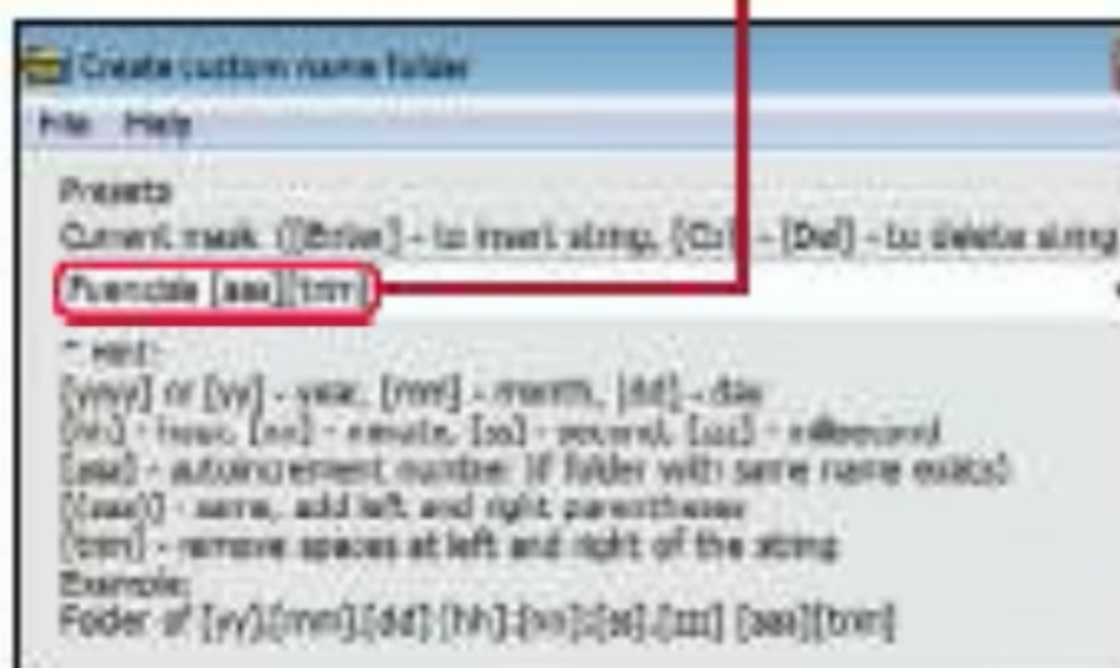 Create custom name folder
File Help
Presets
Current mask ([Enter] - to insert string, [C - [Del] - to delete string
[aaa][trim]
* Hint:
[yyyy] or [yy] - year, [mm] - month, [dd] - day
[hh] - hour, [nn] - minute, [ss] - second, [zzz] - millisecond
[aaa] - autoincrement number (if folder with same name exists)
[(aaa)] - same, add left and right parentheses
[trim] - remove spaces at left and right of the string
Example:
Folder of [yy].[mm].[dd] [hh].[nn].[ss].[zzz] [aaa][trim]